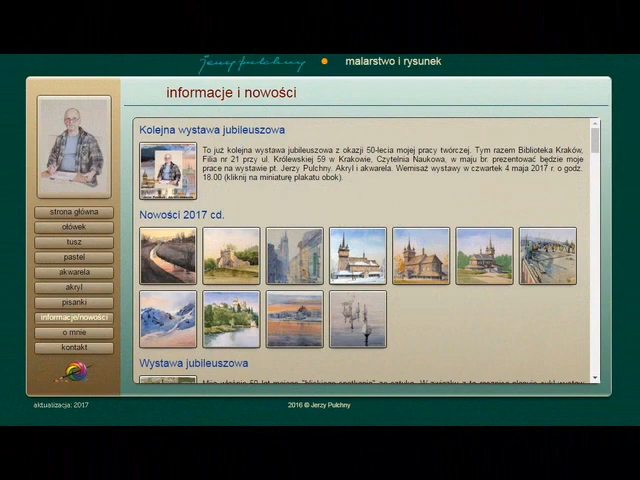 jerzy pulchny
malarstwo i rysunek
informacje i nowości
strona główna
ołówek
tusz
pastel
akwarela
akryl
pisanki
informacje/nowości
o mnie
kontakt
Kolejna wystawa jubileuszowa
To już kolejna wystawa jubileuszowa z okazji 50-lecia mojej pracy twórczej. Tym razem Biblioteka Kraków,
Filia nr 21 przy ul. Królewskiej 59 w Krakowie, Czytelnia Naukowa, w maju br. prezentować będzie moje
prace na wystawie pt. Jerzy Pulchny. Akryl i akwarela. Wernisaż wystawy w czwartek 4 maja 2017 r. o godz.
18.00 (kliknij na miniaturę plakatu obok).
Nowości 2017 cd.
Wystawa jubileuszowa
aktualizacja: 2017
2016 © Jerzy Pulchny